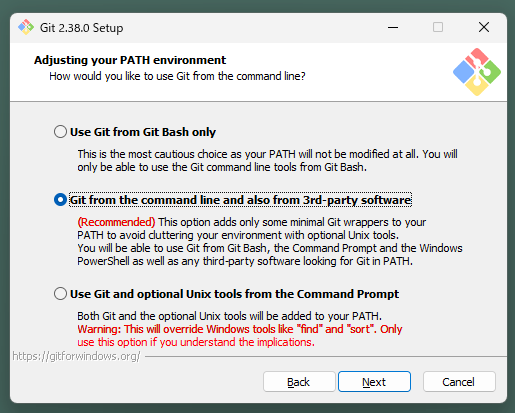 Git 2.38.0 Setup
Adjusting your PATH environment
How would you like to use Git from the command line?
Use Git from Git Bash only
This is the most cautious choice as your PATH will not be modified at all. You will
only be able to use the Git command line tools from Git Bash.
Git from the command line and also from 3rd-party software
(Recommended) This option adds only some minimal Git wrappers to your
PATH to avoid cluttering your environment with optional Unix tools.
You will be able to use Git from Git Bash, the Command Prompt and the Windows
PowerShell as well as any third-party software looking for Git in PATH.
Use Git and optional Unix tools from the Command Prompt
Both Git and the optional Unix tools will be added to your PATH.
Warning: This will override Windows tools like "find" and "sort". Only
use this option if you understand the implications.
https://gitforwindows.org/
Back
Next
Cancel